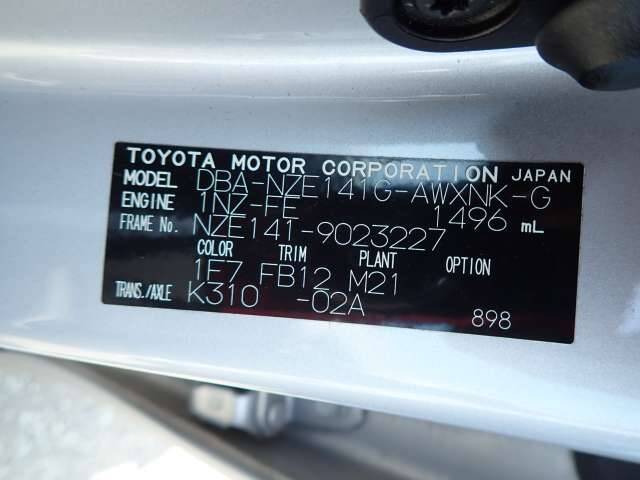 TOYOTA MOTOR CORPORATION JAPAN
MODEL DBA-NZE141G-AWXNK-G
ENGINE 1NZ-FE 1496 mL
FRAME No. NZE141-9023227
COLOR TRIM PLANT OPTION
1F7 FB12 M21
TRANS./AXLE K310 -02A
898